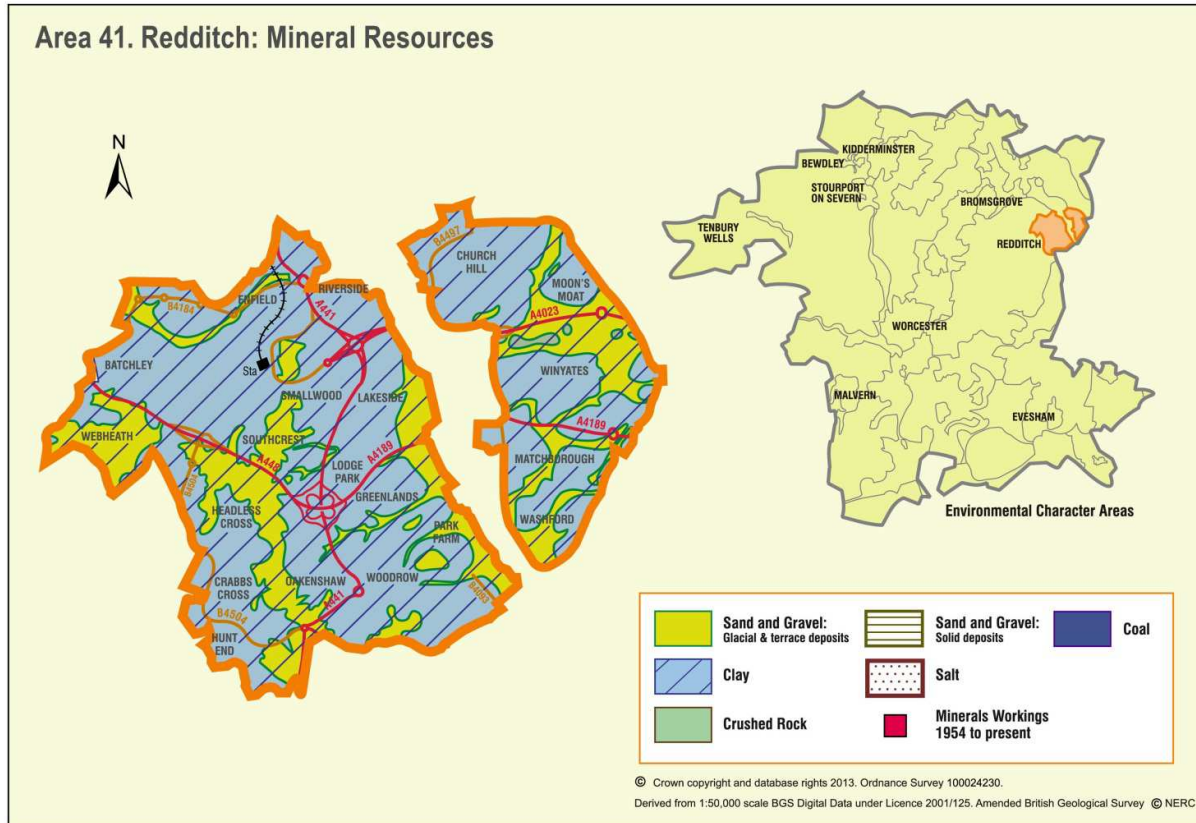 Area 41. Redditch: Mineral Resources
N
B4497
CHURCH
HILL
MOON'S
MOAT
A4023
WINYATES
A4189
MATCHBOROUGH
WASHFORD
RIVERSIDE
ENFIELD
A441
B4184
BATCHLEY
Sta
SMALLWOOD
LAKESIDE
WEBHEATH
SOUTHCREST
A448
B4504
LODGE
PARK
A4189
GREENLANDS
HEADLESS
CROSS
PARK
FARM
CRABBS
CROSS
OAKENSHAW
WOODROW
A441
B4093
B4504
HUNT
END
KIDDERMINSTER
BEWDLEY
STOURPORT
ON SEVERN
BROMSGROVE
TENBURY
WELLS
REDDITCH
WORCESTER
MALVERN
EVESHAM
Environmental Character Areas
Sand and Gravel:
Glacial & terrace deposits
Sand and Gravel:
Solid deposits
Coal
Clay
Salt
Crushed Rock
Minerals Workings
1954 to present
© Crown copyright and database rights 2013. Ordnance Survey 100024230.
Derived from 1:50,000 scale BGS Digital Data under Licence 2001/125. Amended British Geological Survey © NERC